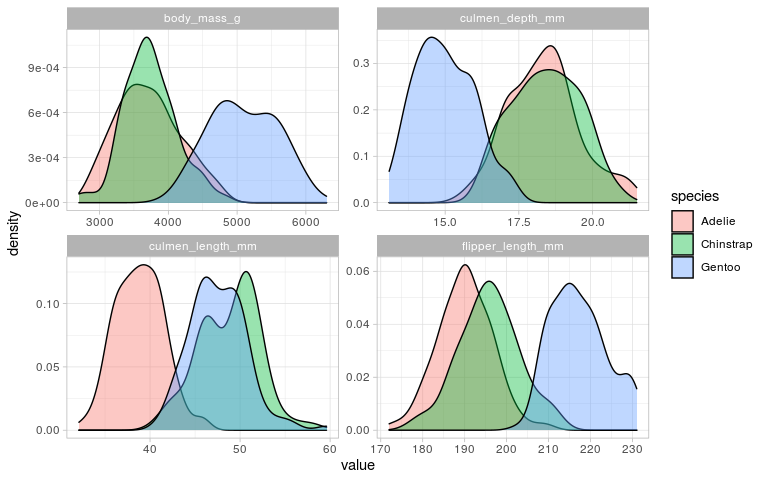 body_mass_g
culmen_depth_mm
9e-04
6e-04
3e-04
0e+00
3000 4000 5000 6000
0.3
0.2
0.1
0.0
15.0 17.5 20.0
culmen_length_mm
flipper_length_mm
0.10
0.05
0.00
40 50 60
0.06
0.04
0.02
0.00
170 180 190 200 210 220 230
density
value
species
Adelie
Chinstrap
Gentoo